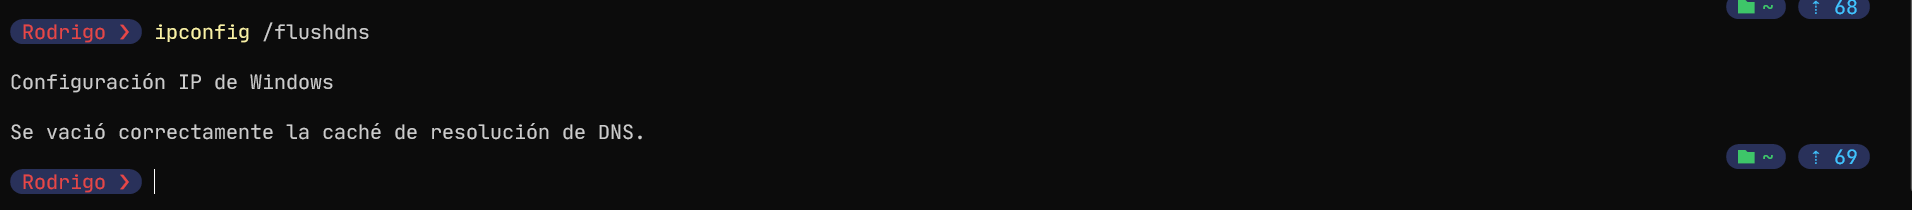 ~ ⇡ 68
Rodrigo ❯ ipconfig /flushdns
Configuración IP de Windows
Se vació correctamente la caché de resolución de DNS.
~ ⇡ 69
Rodrigo ❯